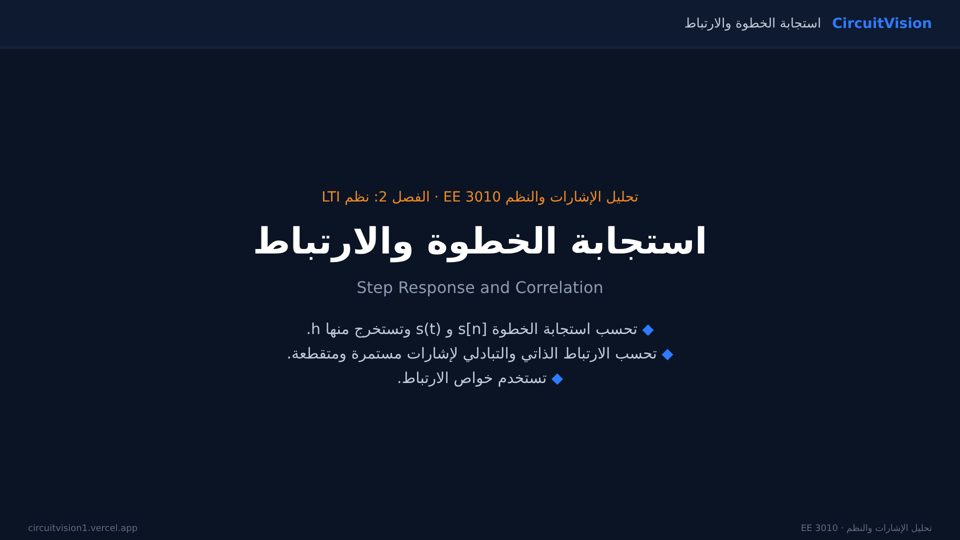 CircuitVision استجابة الخطوة والارتباط
تحليل الإشارات والنظم EE 3010 · الفصل 2: نظم LTI
استجابة الخطوة والارتباط
Step Response and Correlation
◆ تحسب استجابة الخطوة s[n] و s(t) وتستخرج منها h.
◆ تحسب الارتباط الذاتي والتبادلي لإشارات مستمرة ومتقطعة.
◆ تستخدم خواص الارتباط.
تحليل الإشارات والنظم · EE 3010
circuitvision1.vercel.app